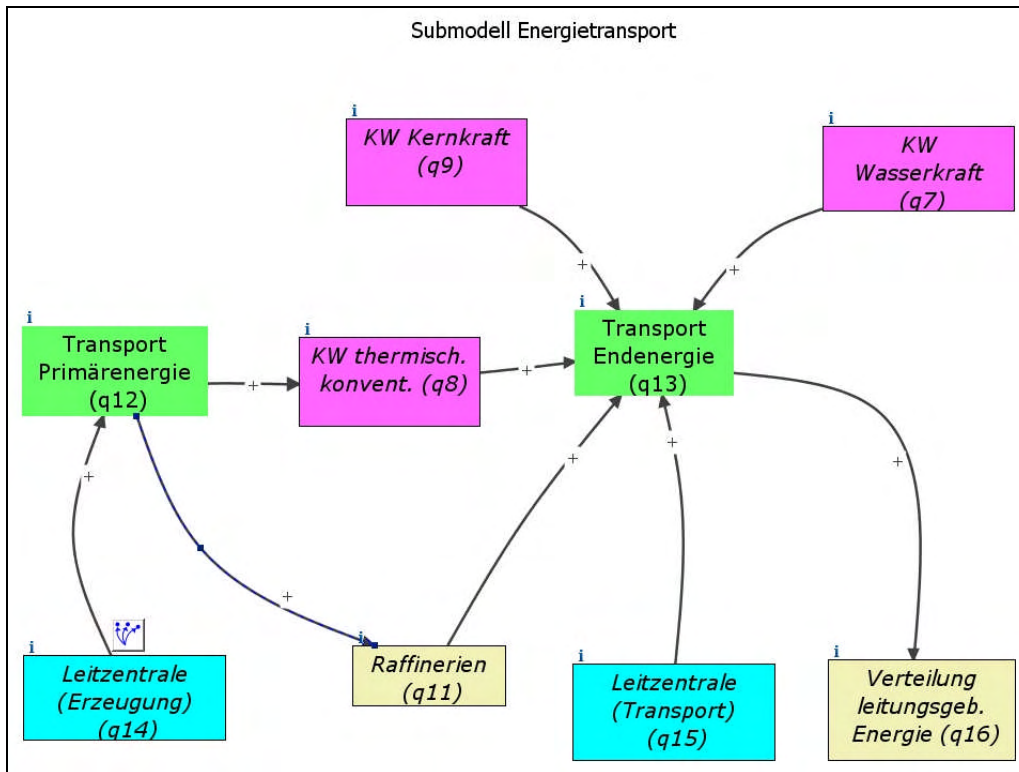 Submodell Energietransport
i
KW Kernkraft
(q9)
i
KW
Wasserkraft
(q7)
i
Transport
Primärenergie
(q12)
i
KW thermisch.
konvent. (q8)
i
Transport
Endenergie
(q13)
+
+
+
+
+
+
+
+
+
i
Leitzentrale
(Erzeugung)
(q14)
i
Raffinerien
(q11)
i
Leitzentrale
(Transport)
(q15)
i
Verteilung
leitungsgeb.
Energie (q16)